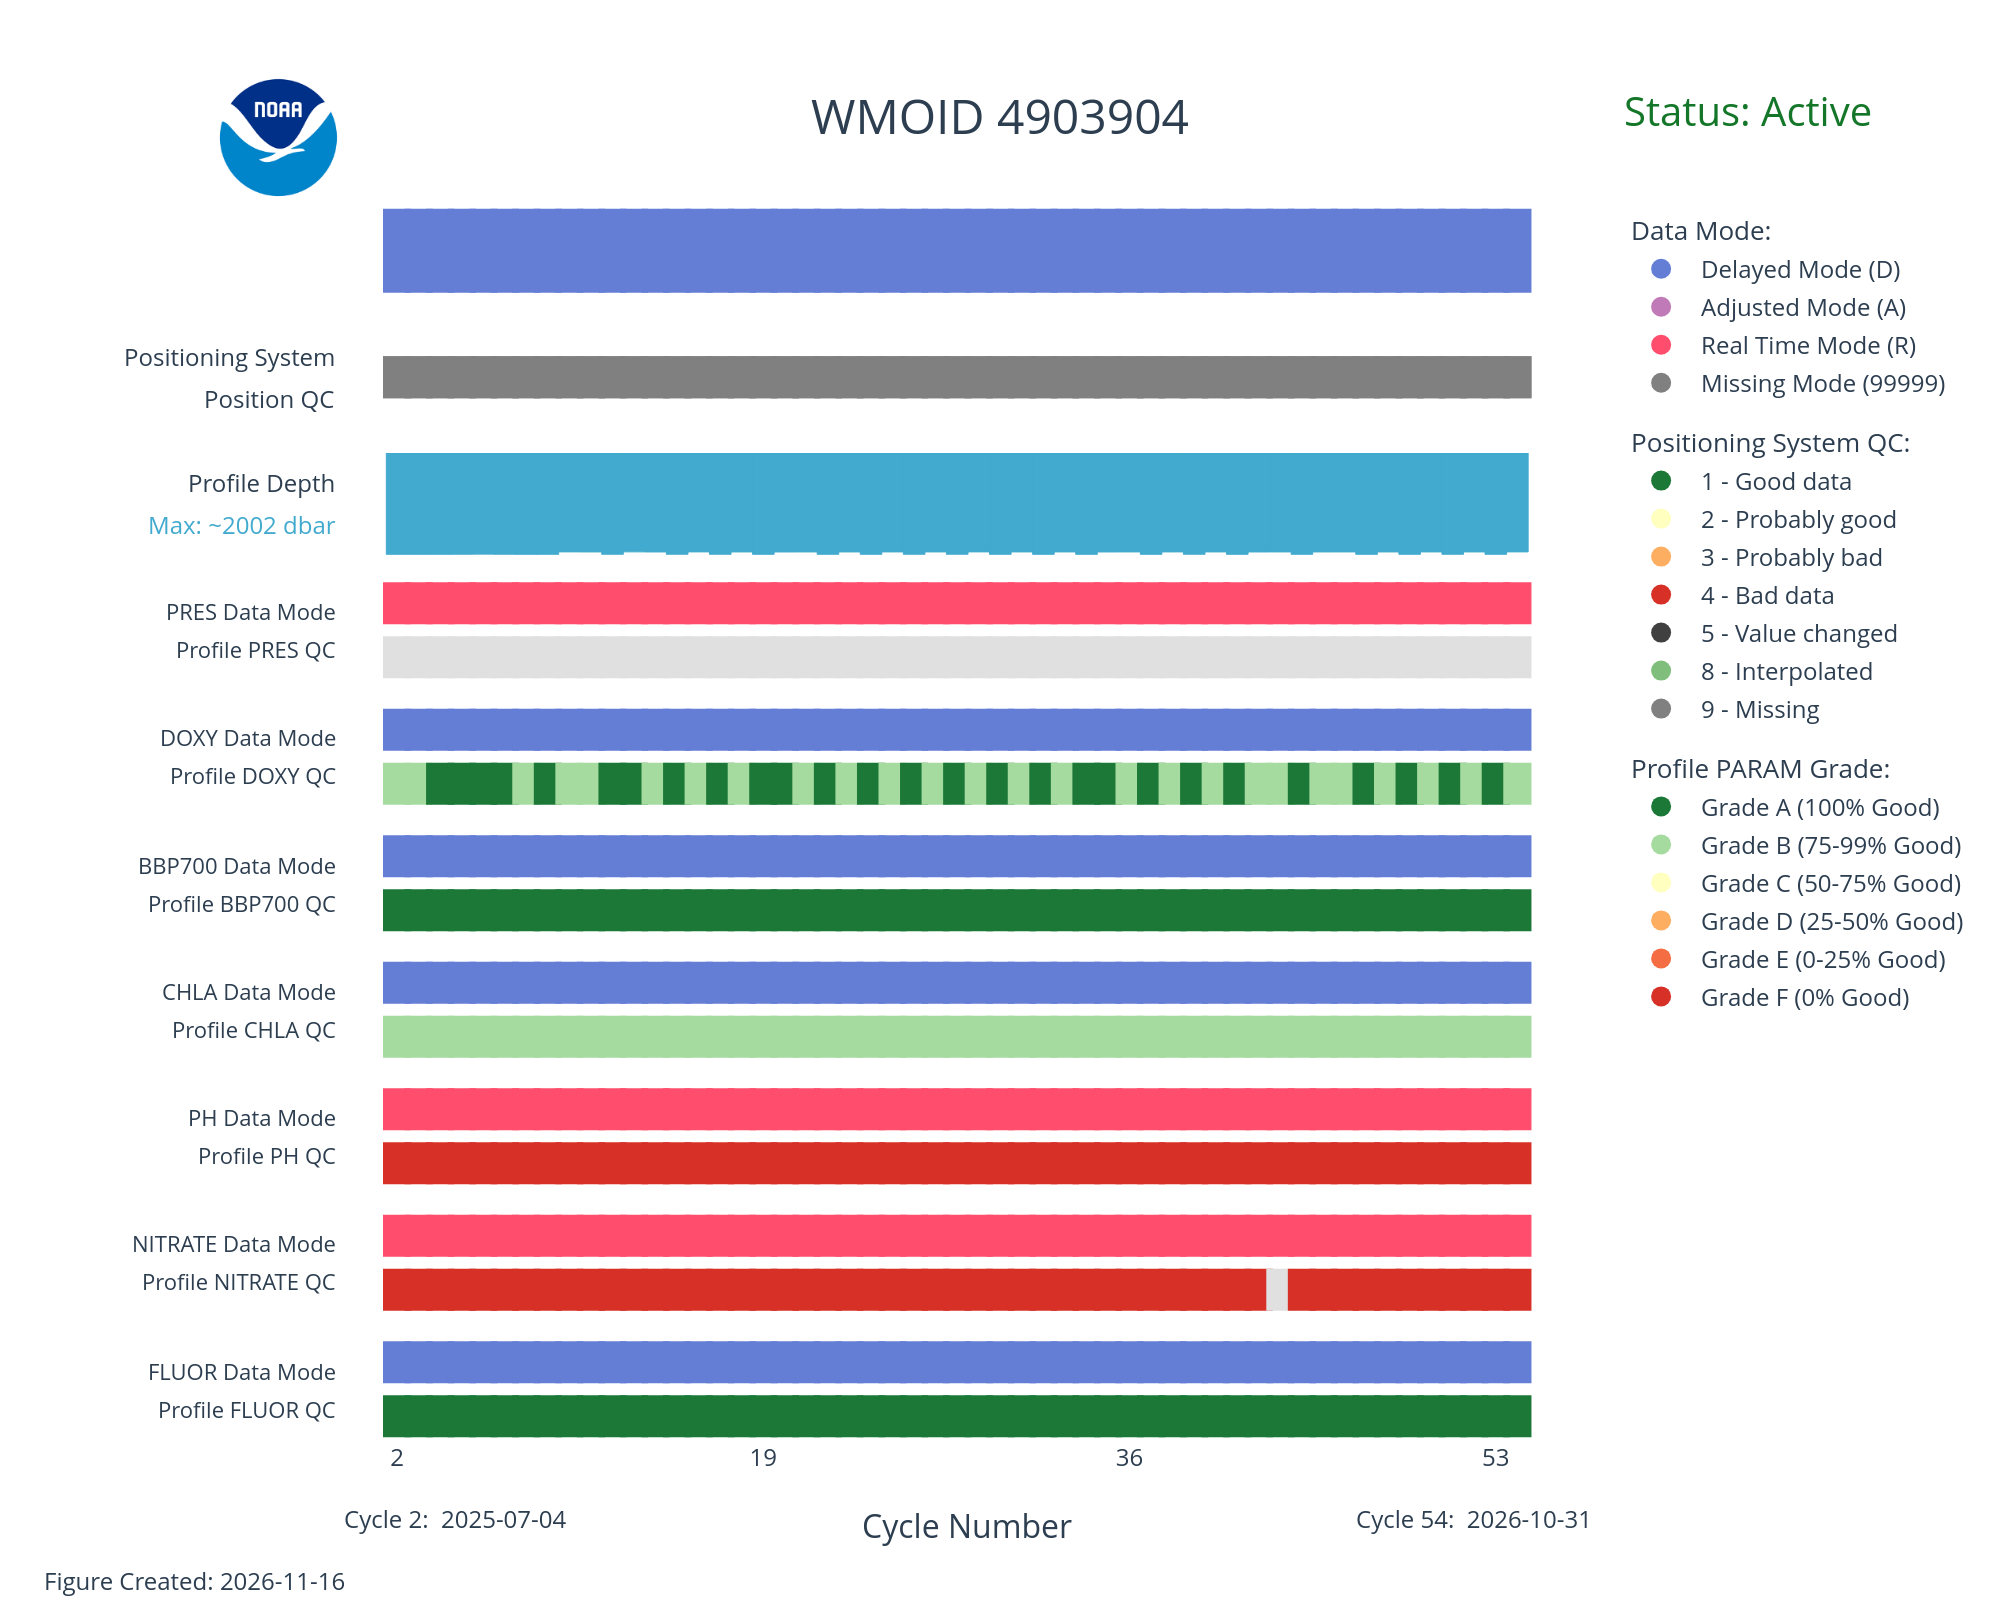 NOAA
WMOID 4903904
Status: Active
Positioning System
Position QC
Profile Depth
Max: ~2002 dbar
PRES Data Mode
Profile PRES QC
DOXY Data Mode
Profile DOXY QC
BBP700 Data Mode
Profile BBP700 QC
CHLA Data Mode
Profile CHLA QC
PH Data Mode
Profile PH QC
NITRATE Data Mode
Profile NITRATE QC
FLUOR Data Mode
Profile FLUOR QC
Data Mode:
Delayed Mode (D)
Adjusted Mode (A)
Real Time Mode (R)
Missing Mode (99999)
Positioning System QC:
1 - Good data
2 - Probably good
3 - Probably bad
4 - Bad data
5 - Value changed
8 - Interpolated
9 - Missing
Profile PARAM Grade:
Grade A (100% Good)
Grade B (75-99% Good)
Grade C (50-75% Good)
Grade D (25-50% Good)
Grade E (0-25% Good)
Grade F (0% Good)
2 19 36 53
Cycle 2: 2025-07-04
Cycle Number
Cycle 54: 2026-10-31
Figure Created: 2026-11-16